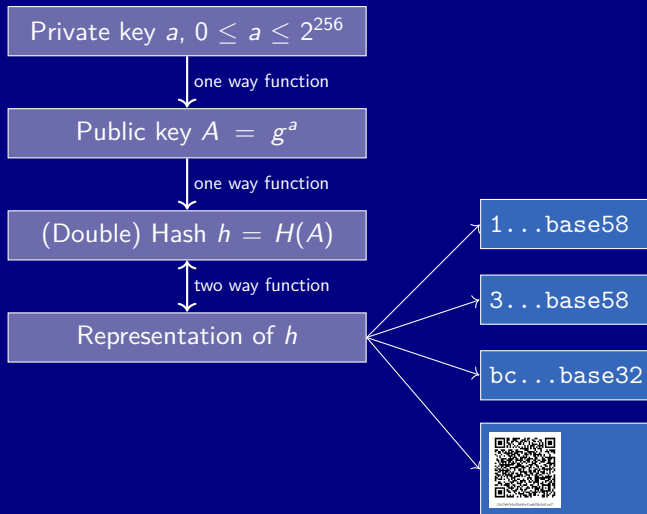 Private key a, 0 ≤ a ≤ 2^256
one way function
Public key A = g^a
one way function
(Double) Hash h = H(A)
two way function
Representation of h
1...base58
3...base58
bc...base32